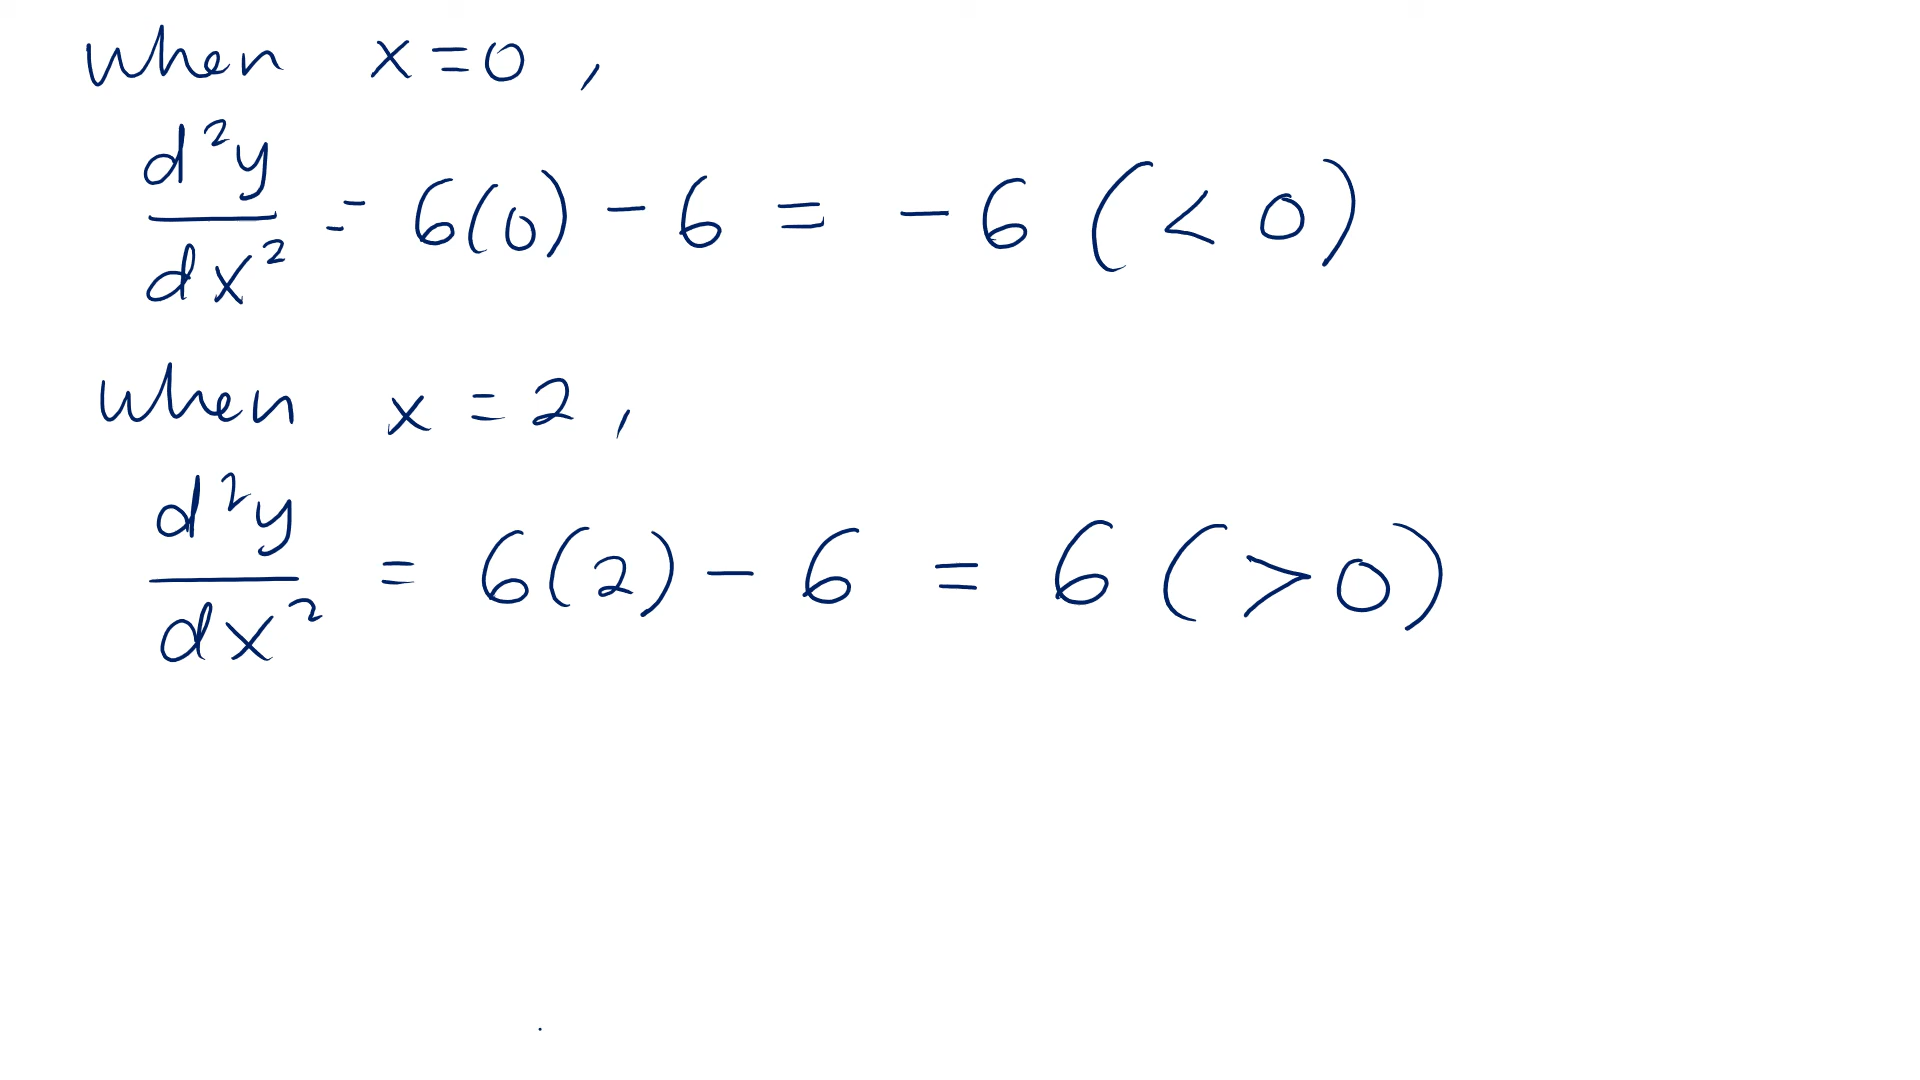 when x=0,
d²y/dx² = 6(0) - 6 = -6 (< 0)
when x = 2,
d²y/dx² = 6(2) - 6 = 6 (>0)